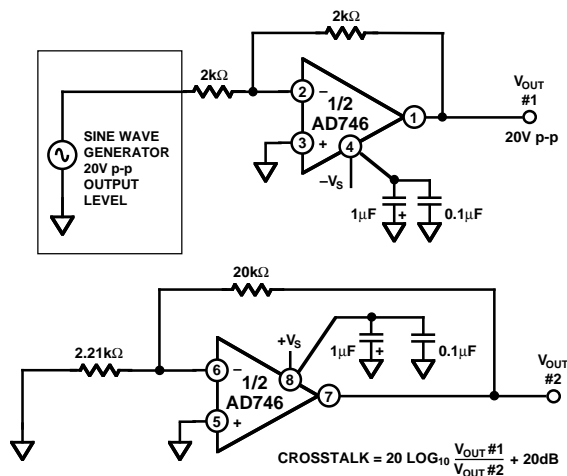 2kΩ
2kΩ
2
–
1/2
AD746
1
3
+
4
–VS
VOUT
#1
20V p-p
SINE WAVE
GENERATOR
20V p-p
OUTPUT
LEVEL
1μF
+
0.1μF
20kΩ
2.21kΩ
+VS
1μF
+
0.1μF
6
–
8
1/2
AD746
7
5
+
VOUT
#2
CROSSTALK = 20 LOG10 VOUT #1 / VOUT #2 + 20dB